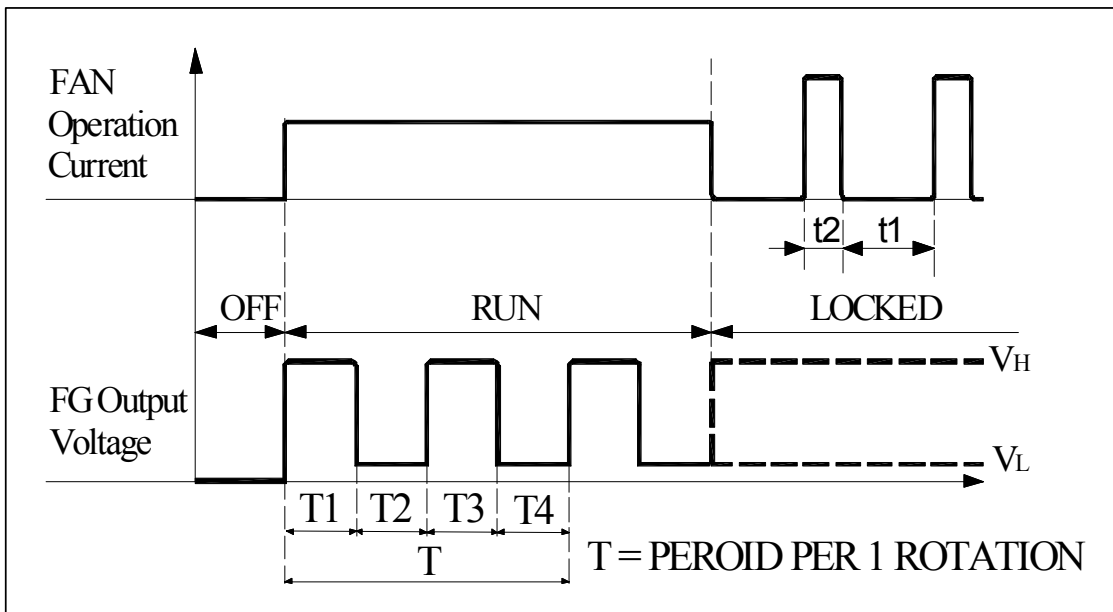 FAN
Operation
Current
t2
t1
OFF
RUN
LOCKED
VH
FG Output
Voltage
VL
T1
T2
T3
T4
T
T = PEROID PER 1 ROTATION